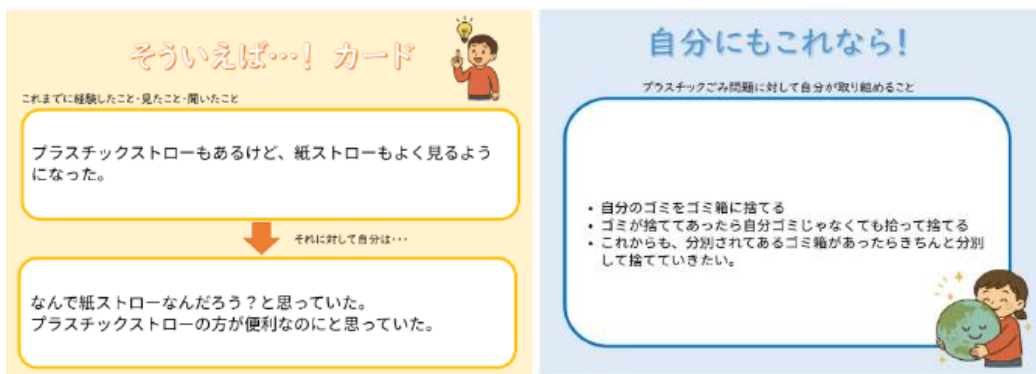 そういえば…！ カード
これまでに経験したこと・見たこと・聞いたこと
プラスチックストローもあるけど、紙ストローもよく見るよう
になった。
それに対して自分は・・・
なんで紙ストローなんだろう？と思っていた。
プラスチックストローの方が便利なのにと思っていた。
自分にもこれなら！
プラスチックごみ問題に対して自分が取り組めること
• 自分のゴミをゴミ箱に捨てる
• ゴミが捨ててあったら自分ゴミじゃなくても拾って捨てる
• これからも、分別されてあるゴミ箱があったらきちんと分別
して捨てていきたい。